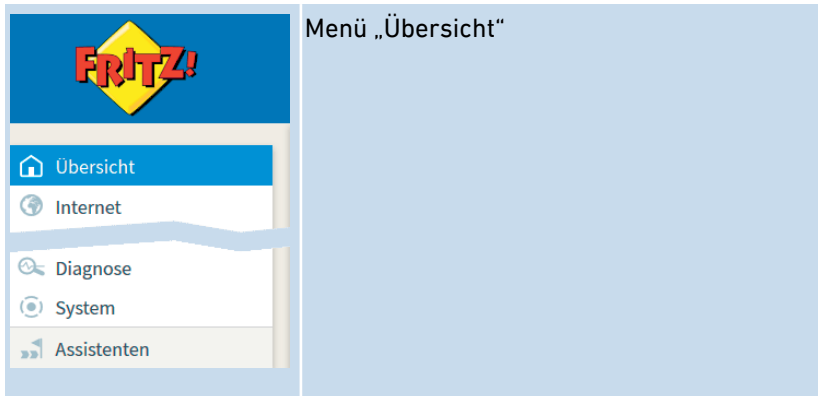 FRITZ!
Menü „Übersicht“
Übersicht
Internet
Diagnose
System
Assistenten